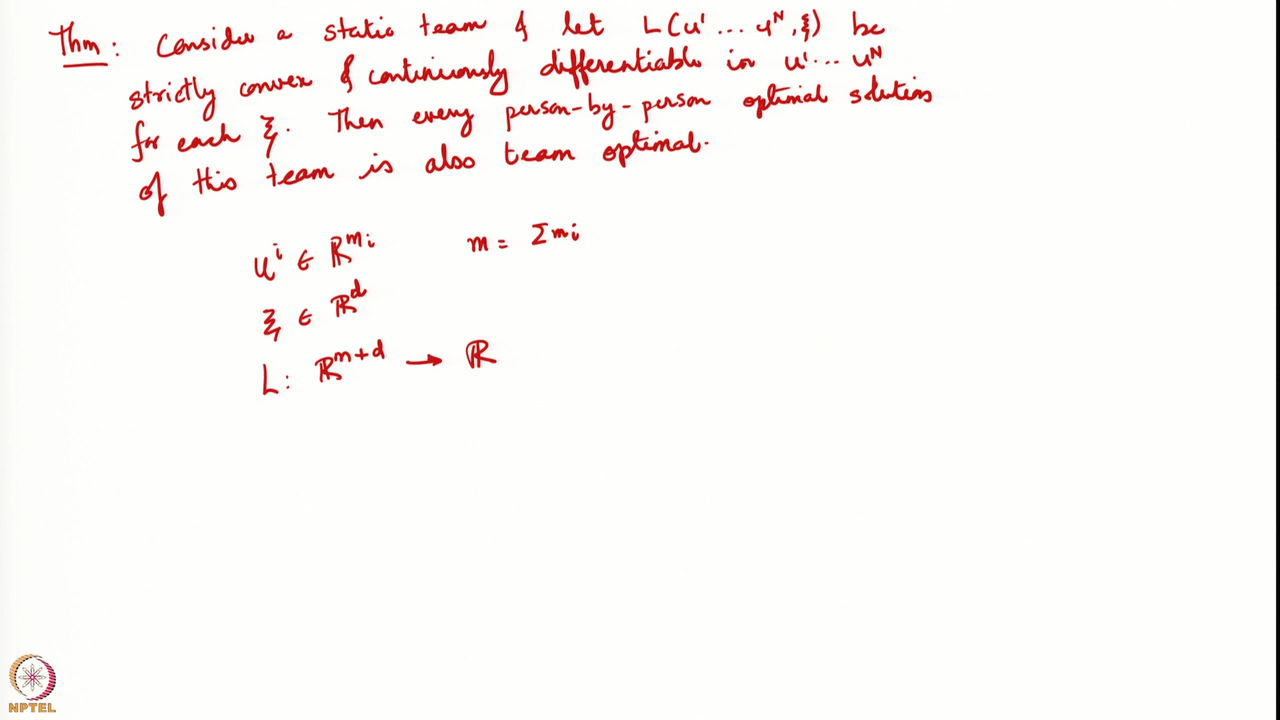 Thm: Consider a static team & let L(u¹ ... uᴺ, ξ) be
strictly convex & continuously differentiable in u¹ ... uᴺ
for each ξ. Then every person-by-person optimal solution
of this team is also team optimal.
uⁱ ∈ ℝ^{mᵢ}    m = Σmᵢ
ξ ∈ ℝ^d
L: ℝ^{m+d} → ℝ
NPTEL